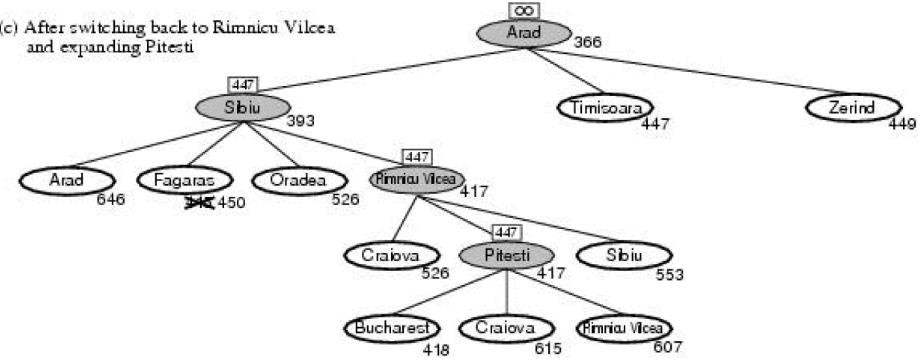 ∞
(c) After switching back to Rimnicu Vilcea
Arad
366
and expanding Pitesti
447
Sibiu
393
Timisoara
447
Zerind
449
447
Arad
646
Fagaras
450
Oradea
526
Rimnicu Vilcea
417
447
Craiova
526
Pitesti
417
Sibiu
553
Bucharest
418
Craiova
615
Rimnicu Vilcea
607